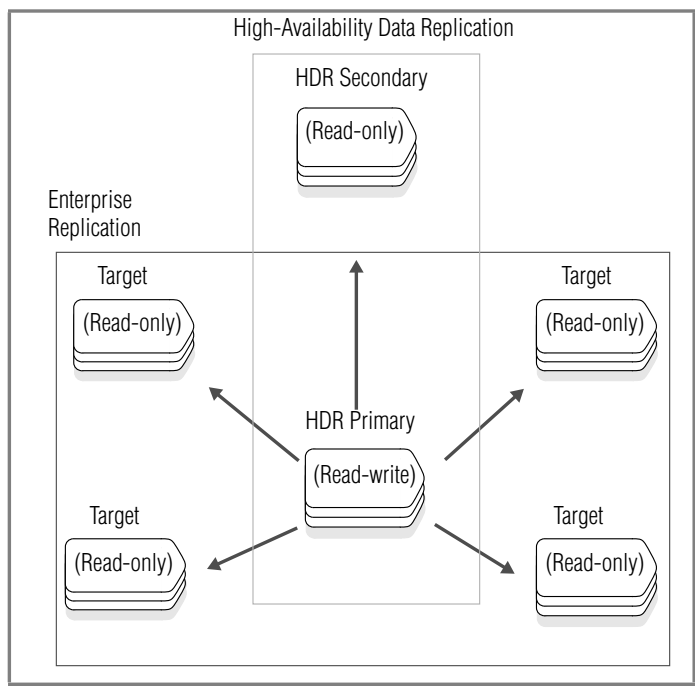 High-Availability Data Replication
HDR Secondary
(Read-only)
Enterprise
Replication
Target
(Read-only)
Target
(Read-only)
HDR Primary
(Read-write)
Target
(Read-only)
Target
(Read-only)